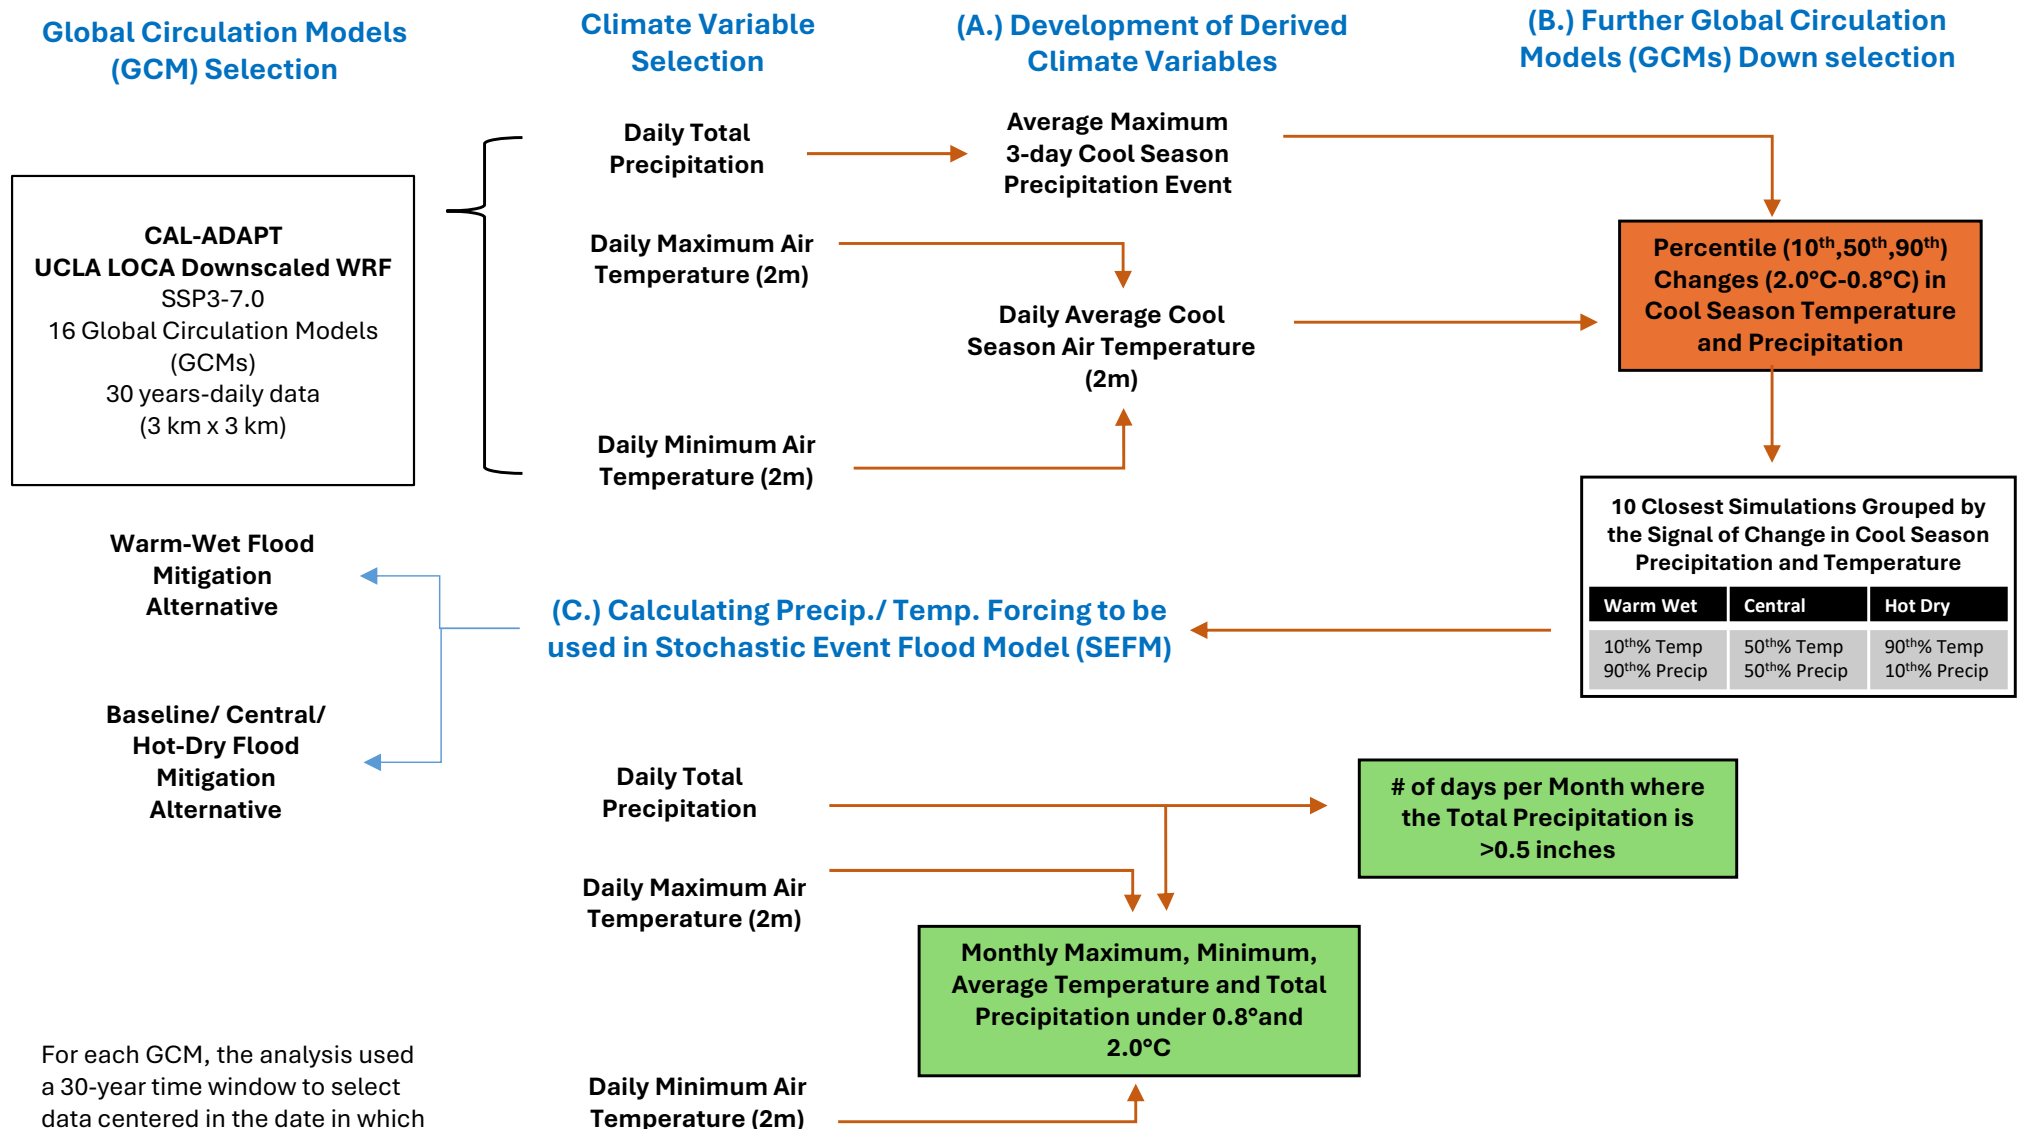 Global Circulation Models
(GCM) Selection
Climate Variable
Selection
(A.) Development of Derived
Climate Variables
(B.) Further Global Circulation
Models (GCMs) Down selection
CAL-ADAPT
UCLA LOCA Downscaled WRF
SSP3-7.0
16 Global Circulation Models
(GCMs)
30 years-daily data
(3 km x 3 km)
Daily Total
Precipitation
Daily Maximum Air
Temperature (2m)
Daily Minimum Air
Temperature (2m)
Average Maximum
3-day Cool Season
Precipitation Event
Daily Average Cool
Season Air Temperature
(2m)
Percentile (10th,50th,90th)
Changes (2.0°C-0.8°C) in
Cool Season Temperature
and Precipitation
10 Closest Simulations Grouped by
the Signal of Change in Cool Season
Precipitation and Temperature
Warm Wet Central Hot Dry
10th% Temp 50th% Temp 90th% Temp
90th% Precip 50th% Precip 10th% Precip
(C.) Calculating Precip./ Temp. Forcing to be
used in Stochastic Event Flood Model (SEFM)
Warm-Wet Flood
Mitigation
Alternative
Baseline/ Central/
Hot-Dry Flood
Mitigation
Alternative
Daily Total
Precipitation
Daily Maximum Air
Temperature (2m)
Daily Minimum Air
Temperature (2m)
# of days per Month where
the Total Precipitation is
>0.5 inches
Monthly Maximum, Minimum,
Average Temperature and Total
Precipitation under 0.8°and
2.0°C
For each GCM, the analysis used
a 30-year time window to select
data centered in the date in which